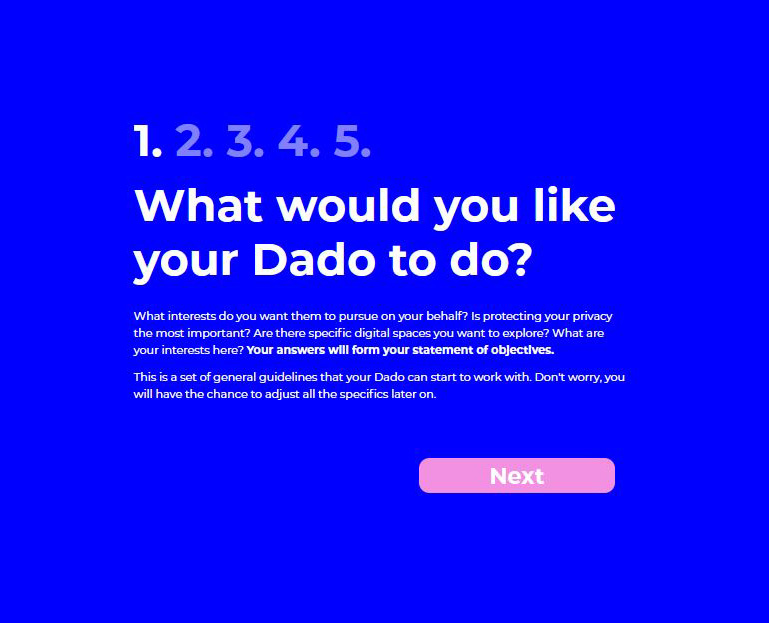 1. 2. 3. 4. 5.
What would you like
your Dado to do?
What interests do you want them to pursue on your behalf? Is protecting your privacy
the most important? Are there specific digital spaces you want to explore? What are
your interests here? Your answers will form your statement of objectives.
This is a set of general guidelines that your Dado can start to work with. Don't worry, you
will have the chance to adjust all the specifics later on.
Next